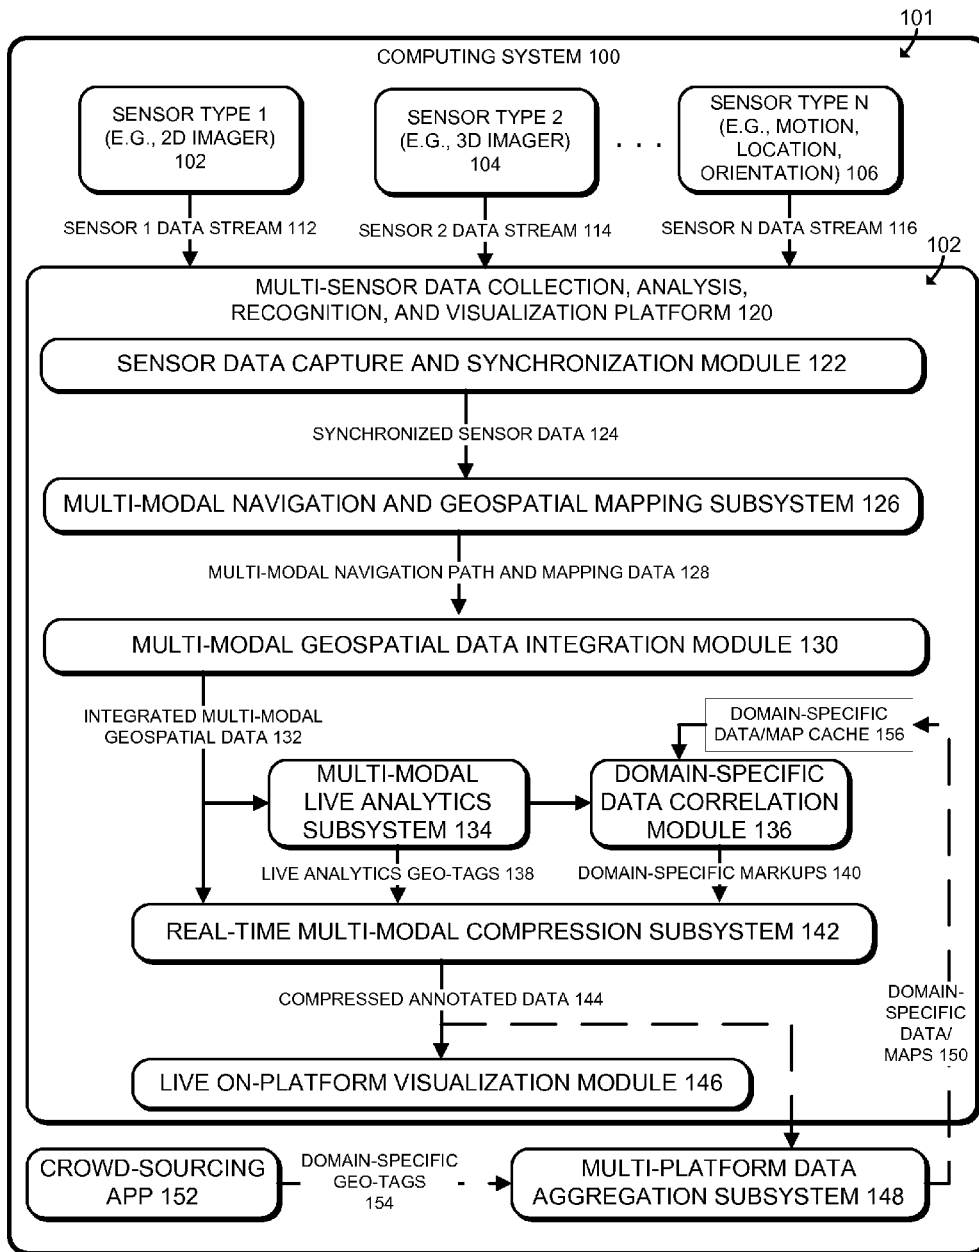 101
COMPUTING SYSTEM 100
SENSOR TYPE 1
(E.G., 2D IMAGER)
102
SENSOR TYPE 2
(E.G., 3D IMAGER)
104
. . .
SENSOR TYPE N
(E.G., MOTION,
LOCATION,
ORIENTATION) 106
SENSOR 1 DATA STREAM 112
SENSOR 2 DATA STREAM 114
SENSOR N DATA STREAM 116
102
MULTI-SENSOR DATA COLLECTION, ANALYSIS,
RECOGNITION, AND VISUALIZATION PLATFORM 120
SENSOR DATA CAPTURE AND SYNCHRONIZATION MODULE 122
SYNCHRONIZED SENSOR DATA 124
MULTI-MODAL NAVIGATION AND GEOSPATIAL MAPPING SUBSYSTEM 126
MULTI-MODAL NAVIGATION PATH AND MAPPING DATA 128
MULTI-MODAL GEOSPATIAL DATA INTEGRATION MODULE 130
INTEGRATED MULTI-MODAL
GEOSPATIAL DATA 132
DOMAIN-SPECIFIC
DATA/MAP CACHE 156
MULTI-MODAL
LIVE ANALYTICS
SUBSYSTEM 134
DOMAIN-SPECIFIC
DATA CORRELATION
MODULE 136
LIVE ANALYTICS GEO-TAGS 138
DOMAIN-SPECIFIC MARKUPS 140
REAL-TIME MULTI-MODAL COMPRESSION SUBSYSTEM 142
COMPRESSED ANNOTATED DATA 144
DOMAIN-
SPECIFIC
DATA/
MAPS 150
LIVE ON-PLATFORM VISUALIZATION MODULE 146
CROWD-SOURCING
APP 152
DOMAIN-SPECIFIC
GEO-TAGS
154
MULTI-PLATFORM DATA
AGGREGATION SUBSYSTEM 148